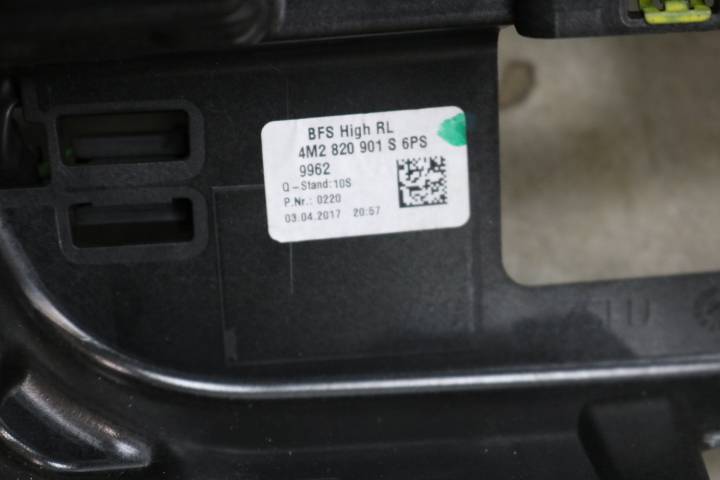 BFS High RL
4M2 820 901 S 6PS
9962
Q-Stand:10S
P.Nr.: 0220
03.04.2017 20:57